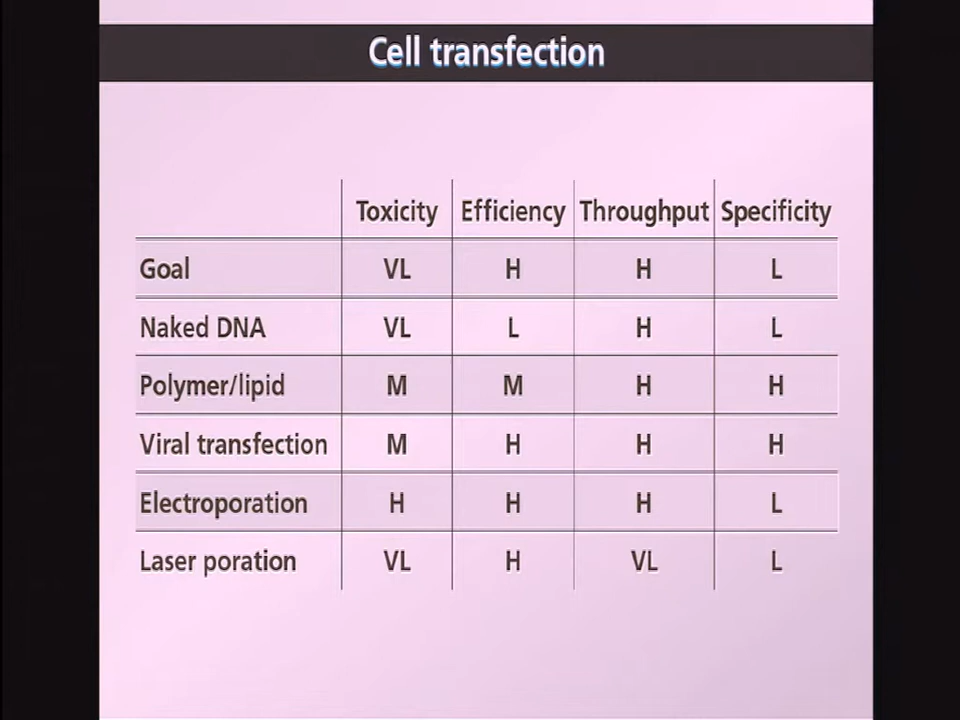 Cell transfection
Toxicity Efficiency Throughput Specificity
Goal VL H H L
Naked DNA VL L H L
Polymer/lipid M M H H
Viral transfection M H H H
Electroporation H H H L
Laser poration VL H VL L